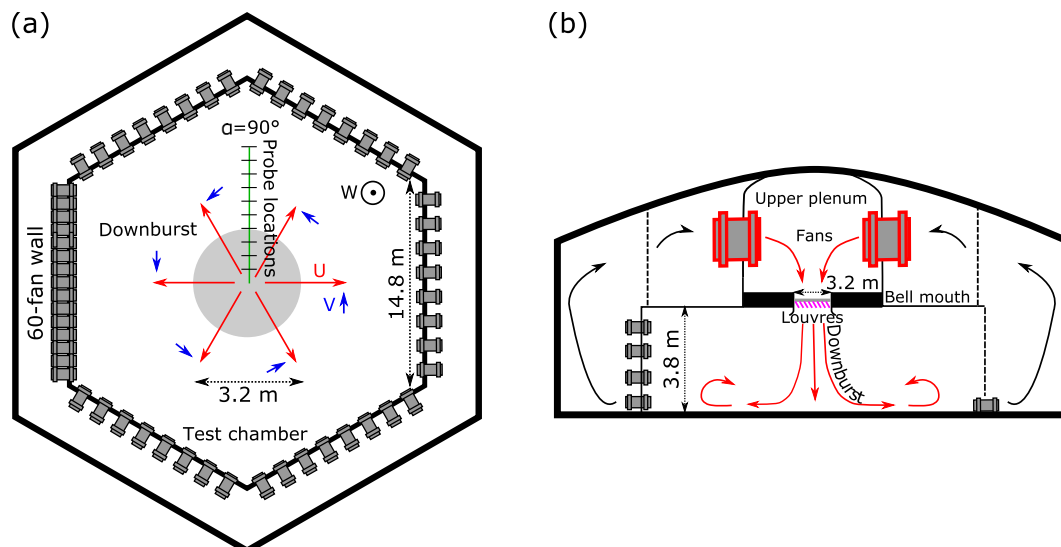 (a)
(b)
ɑ=90°
W
Probe locations
Downburst
U
V
60-fan wall
14.8 m
3.2 m
Test chamber
Upper plenum
Fans
3.2 m
Bell mouth
Louvres
Downburst
3.8 m